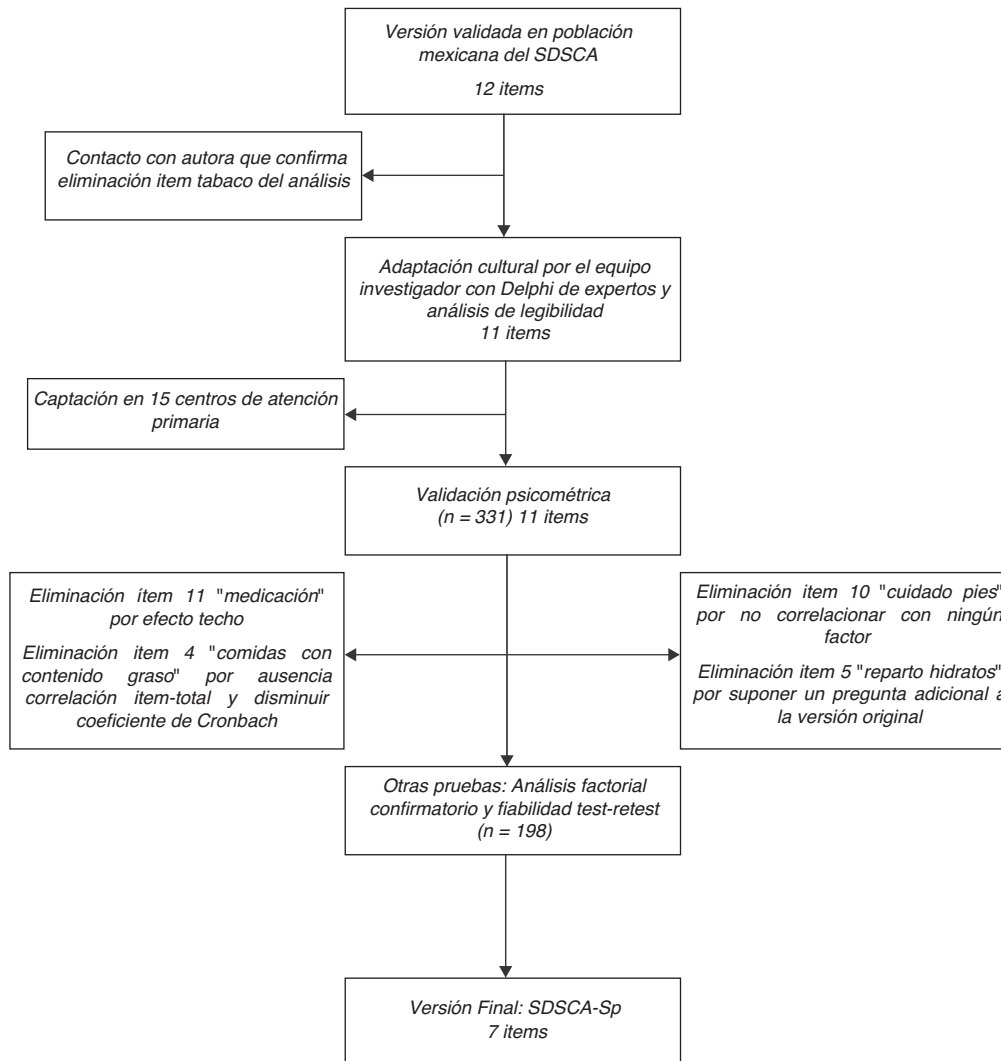 Versión validada en población
mexicana del SDSCA
12 items
Contacto con autora que confirma
eliminación item tabaco del análisis
Adaptación cultural por el equipo
investigador con Delphi de expertos y
análisis de legibilidad
11 items
Captación en 15 centros de atención
primaria
Validación psicométrica
(n = 331) 11 items
Eliminación ítem 11 "medicación"
por efecto techo
Eliminación item 4 "comidas con
contenido graso" por ausencia
correlación item-total y disminuir
coeficiente de Cronbach
Eliminación item 10 "cuidado pies"
por no correlacionar con ningún
factor
Eliminación item 5 "reparto hidratos"
por suponer un pregunta adicional a
la versión original
Otras pruebas: Análisis factorial
confirmatorio y fiabilidad test-retest
(n = 198)
Versión Final: SDSCA-Sp
7 items